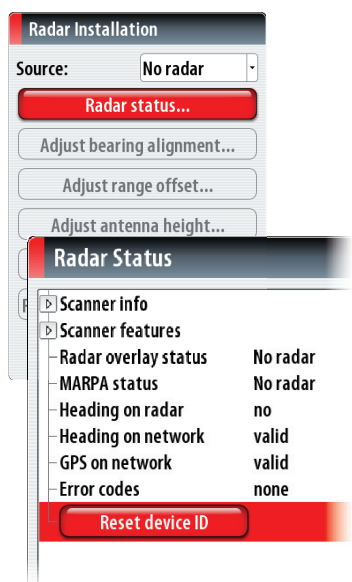 Radar Installation
Source: No radar
Radar status...
Adjust bearing alignment...
Adjust range offset...
Adjust antenna height...
Radar Status
Scanner info
Scanner features
Radar overlay status No radar
MARPA status No radar
Heading on radar no
Heading on network valid
GPS on network valid
Error codes none
Reset device ID